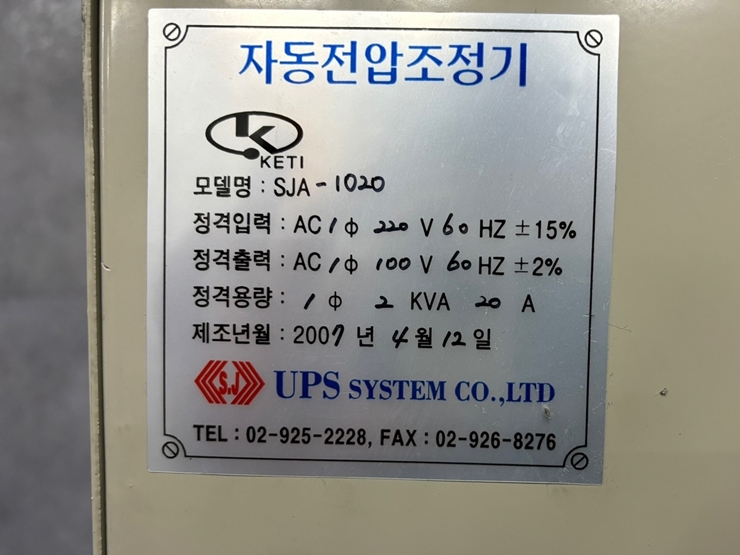 자동전압조정기
KETI
모델명 : SJA-1020
정격입력 : AC 1 ф 220 V 60 HZ ±15%
정격출력 : AC 1 ф 100 V 60 HZ ±2%
정격용량 : 1 ф 2 KVA 20 A
제조년월 : 2007 년 4 월 12 일
S.J UPS SYSTEM CO.,LTD
TEL : 02-925-2228, FAX : 02-926-8276